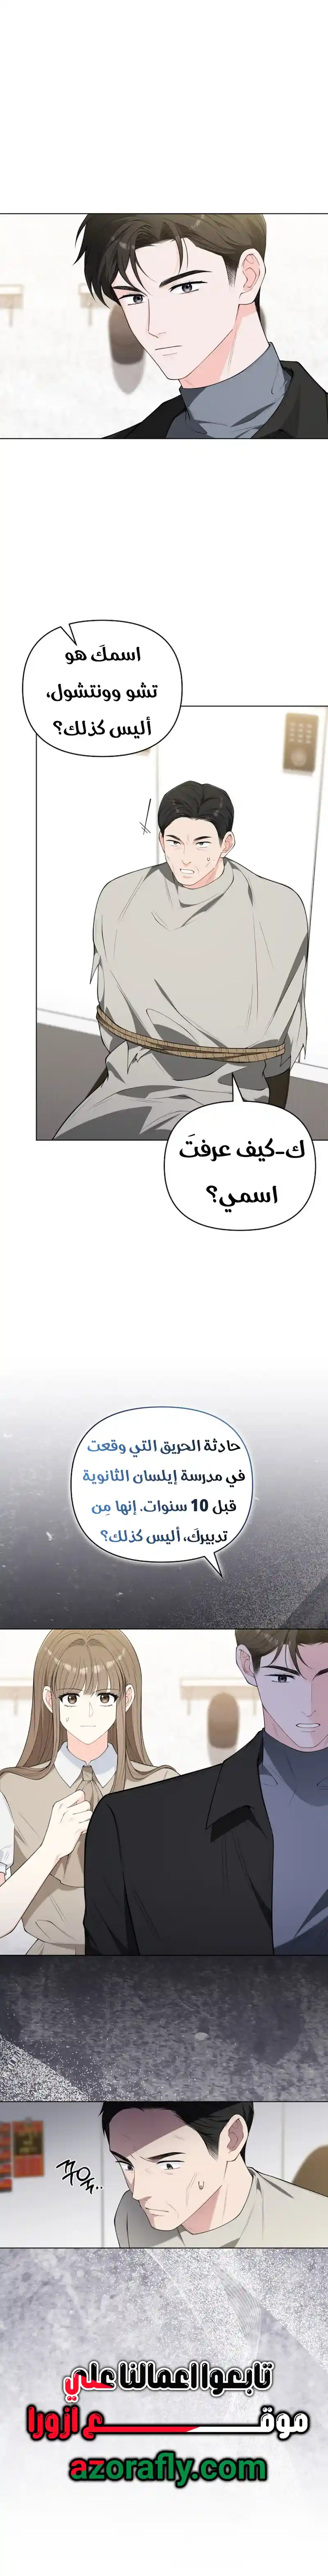 اسمكَ هو
تشو وونتشول،
أليس كذلك؟
ك-كيف عرفتَ
اسمي؟
حادثة الحريق التي وقعت
في مدرسة إيلسان الثانوية
قبل 10 سنوات. إنها مِن
تدبيركَ، أليس كذلك؟
تابعوا اعمالنا علي
موقع ازورا
azorafly.com